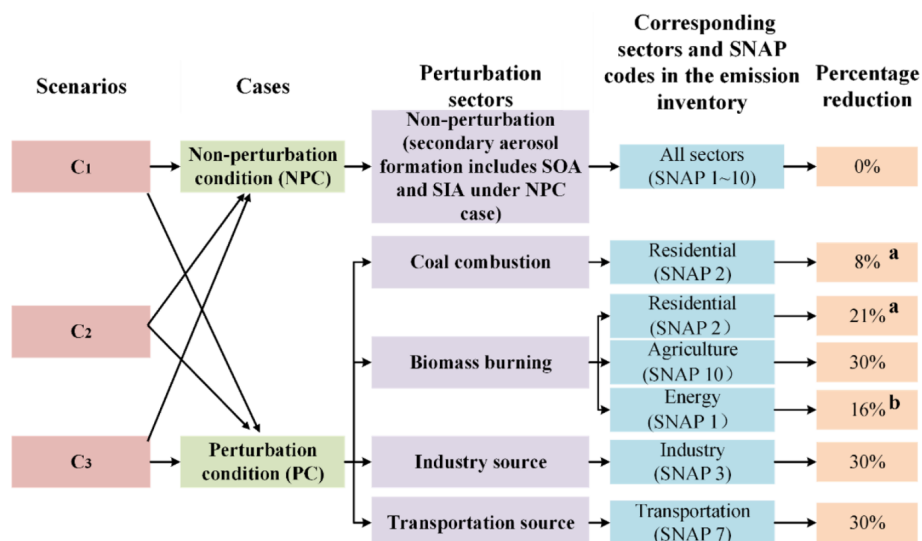 Scenarios
Cases
Perturbation
sectors
Corresponding
sectors and SNAP
codes in the emission
inventory
Percentage
reduction
C1
Non-perturbation
condition (NPC)
Non-perturbation
(secondary aerosol
formation includes SOA
and SIA under NPC
case)
All sectors
(SNAP 1~10)
0%
Coal combustion
Residential
(SNAP 2)
8% a
C2
Biomass burning
Residential
(SNAP 2）
21% a
Agriculture
(SNAP 10）
30%
Energy
(SNAP 1）
16% b
C3
Perturbation
condition (PC)
Industry source
Industry
(SNAP 3)
30%
Transportation source
Transportation
(SNAP 7)
30%